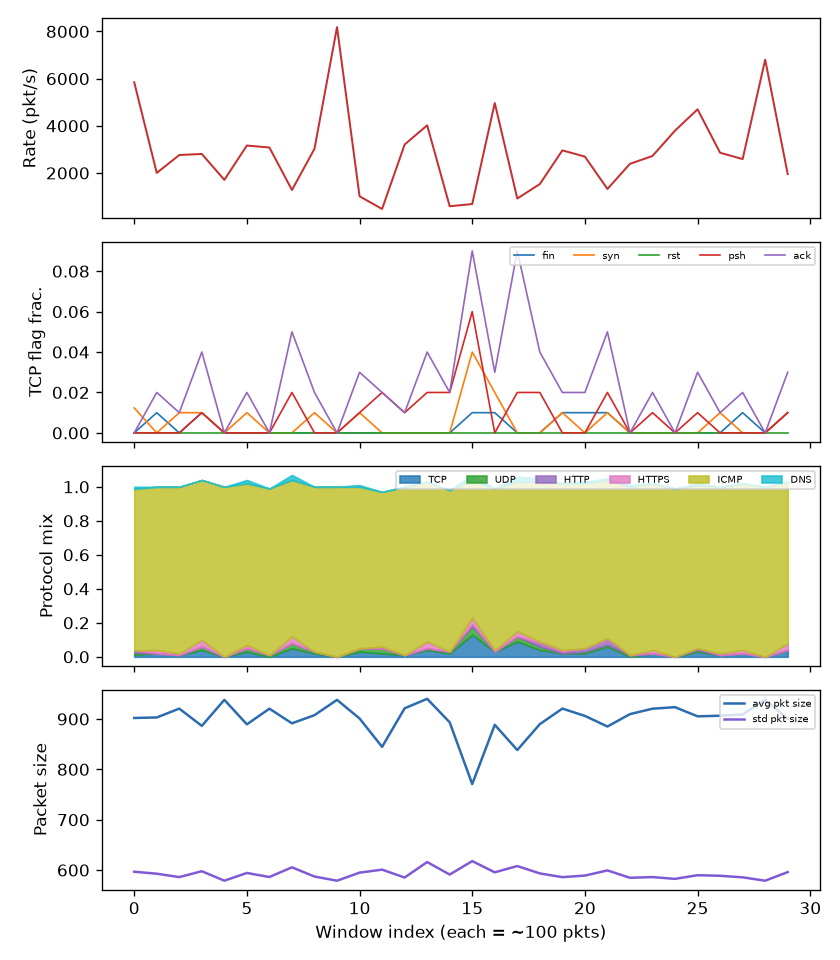 8000
6000
4000
2000
Rate (pkt/s)
fin syn rst psh ack
0.08
0.06
0.04
0.02
0.00
TCP flag frac.
TCP UDP HTTP HTTPS ICMP DNS
1.0
0.8
0.6
0.4
0.2
0.0
Protocol mix
avg pkt size
std pkt size
900
800
700
600
Packet size
0 5 10 15 20 25 30
Window index (each = ~100 pkts)